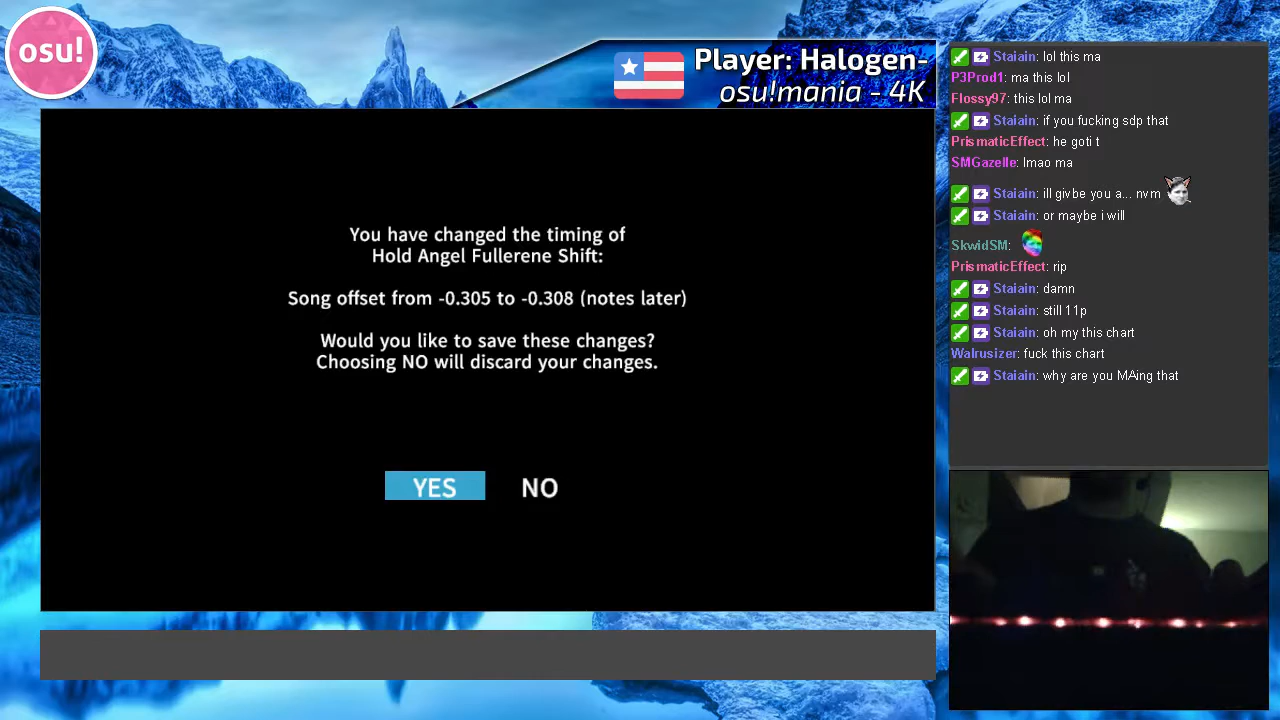 osu!
Player: Halogen-
osu!mania - 4K
You have changed the timing of
Hold Angel Fullerene Shift:
Song offset from -0.305 to -0.308 (notes later)
Would you like to save these changes?
Choosing NO will discard your changes.
YES NO
Staiain: lol this ma
P3Prod1: ma this lol
Flossy97: this lol ma
Staiain: if you fucking sdp that
PrismaticEffect: he goti t
SMGazelle: lmao ma
Staiain: ill givbe you a... nvm
Staiain: or maybe i will
SkwidSM:
PrismaticEffect: rip
Staiain: damn
Staiain: still 11p
Staiain: oh my this chart
Walrusizer: fuck this chart
Staiain: why are you MAing that